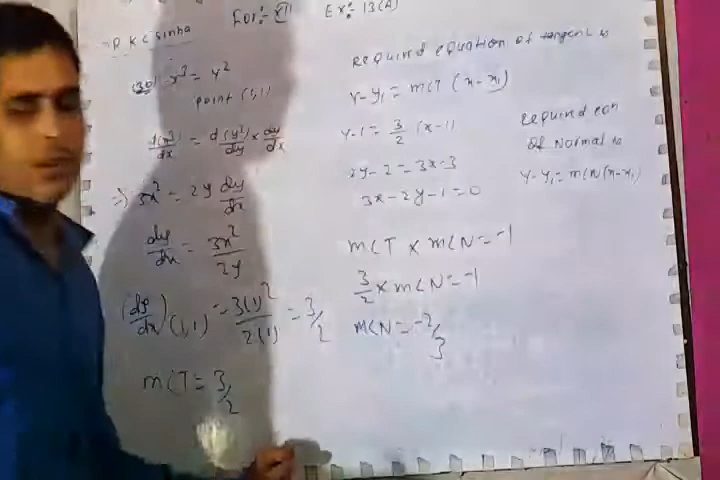 R K C Sinha
For:- XII
Ex:- 13(A)
x³ = y²
point (1,1)
d(x³)/dx = d(y²)/dy × dy/dx
=> 3x² = 2y dy/dx
dy/dx = 3x²/2y
(dy/dx)(1,1) = 3(1)²/2(1) = 3/2
m(T = 3/2
Required equation of tangent is
y-y₁ = m(T (x-x₁)
y-1 = 3/2 (x-1)
2y-2 = 3x-3
3x-2y-1=0
m(T x m(N = -1
3/2 x m(N = -1
m(N = -2/3
required eqn
of Normal is
y-y₁ = m(N(x-x₁)